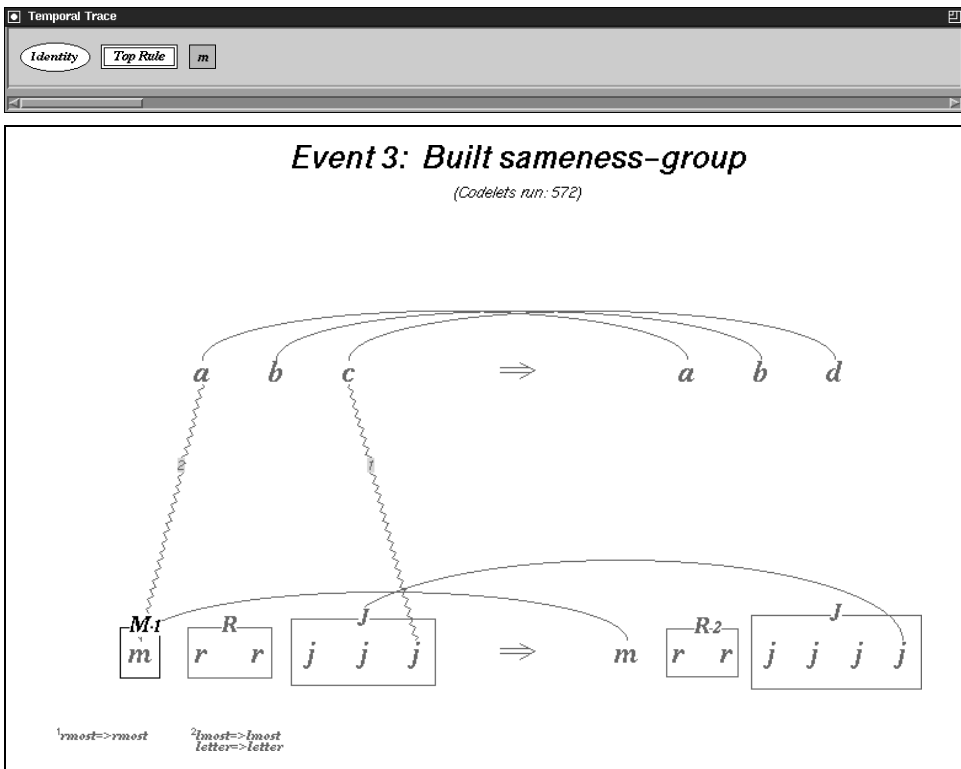 Temporal Trace
Identity Top Rule m
Event 3: Built sameness-group
(Codelets run: 572)
a b c ⇒ a b d
2 1
M-1 R J R-2 J
m r r j j j ⇒ m r r j j j j
1rmost=>rmost 2lmost=>lmost
letter=>letter